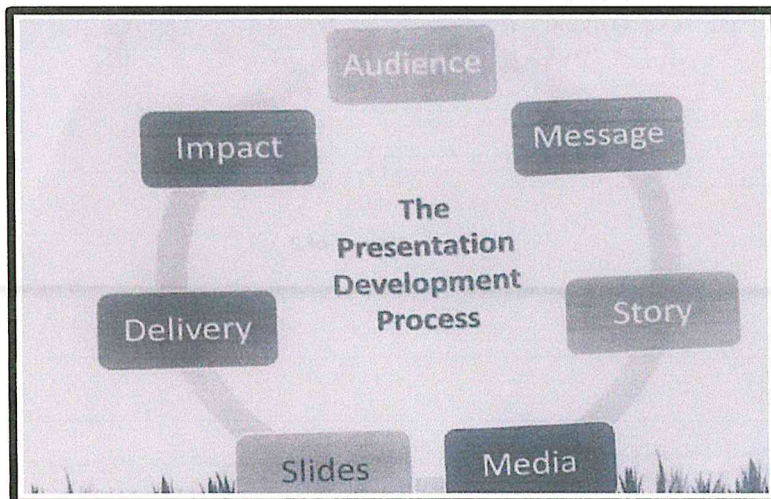 Audience
Message
Story
Media
Slides
Delivery
Impact
The
Presentation
Development
Process